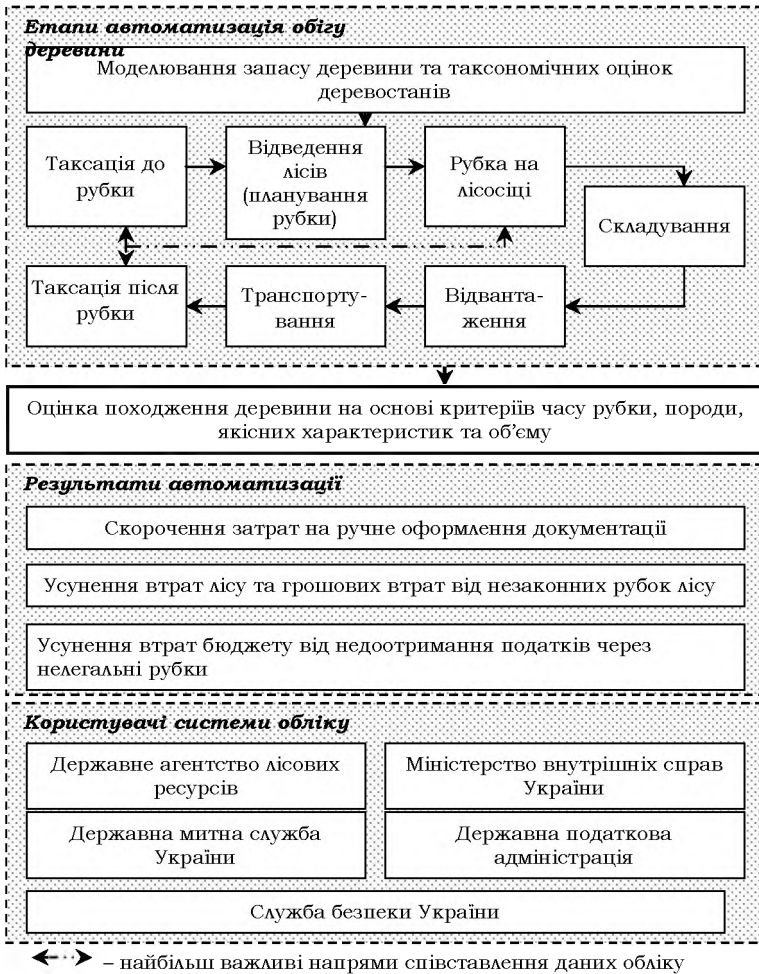 Етапи автоматизація обігу
деревини
Моделювання запасу деревини та таксономічних оцінок
деревостанів
Таксація до
рубки
Відведення
лісів
(планування
рубки)
Рубка на
лісосіці
Складування
Таксація після
рубки
Транспорту-
вання
Відванта-
ження
Оцінка походження деревини на основі критеріїв часу рубки, породи,
якісних характеристик та об’єму
Результати автоматизації
Скорочення затрат на ручне оформлення документації
Усунення втрат лісу та грошових втрат від незаконних рубок лісу
Усунення втрат бюджету від недоотримання податків через
нелегальні рубки
Користувачі системи обліку
Державне агентство лісових
ресурсів
Міністерство внутрішніх справ
України
Державна митна служба
України
Державна податкова
адміністрація
Служба безпеки України
– найбільш важливі напрями співставлення даних обліку